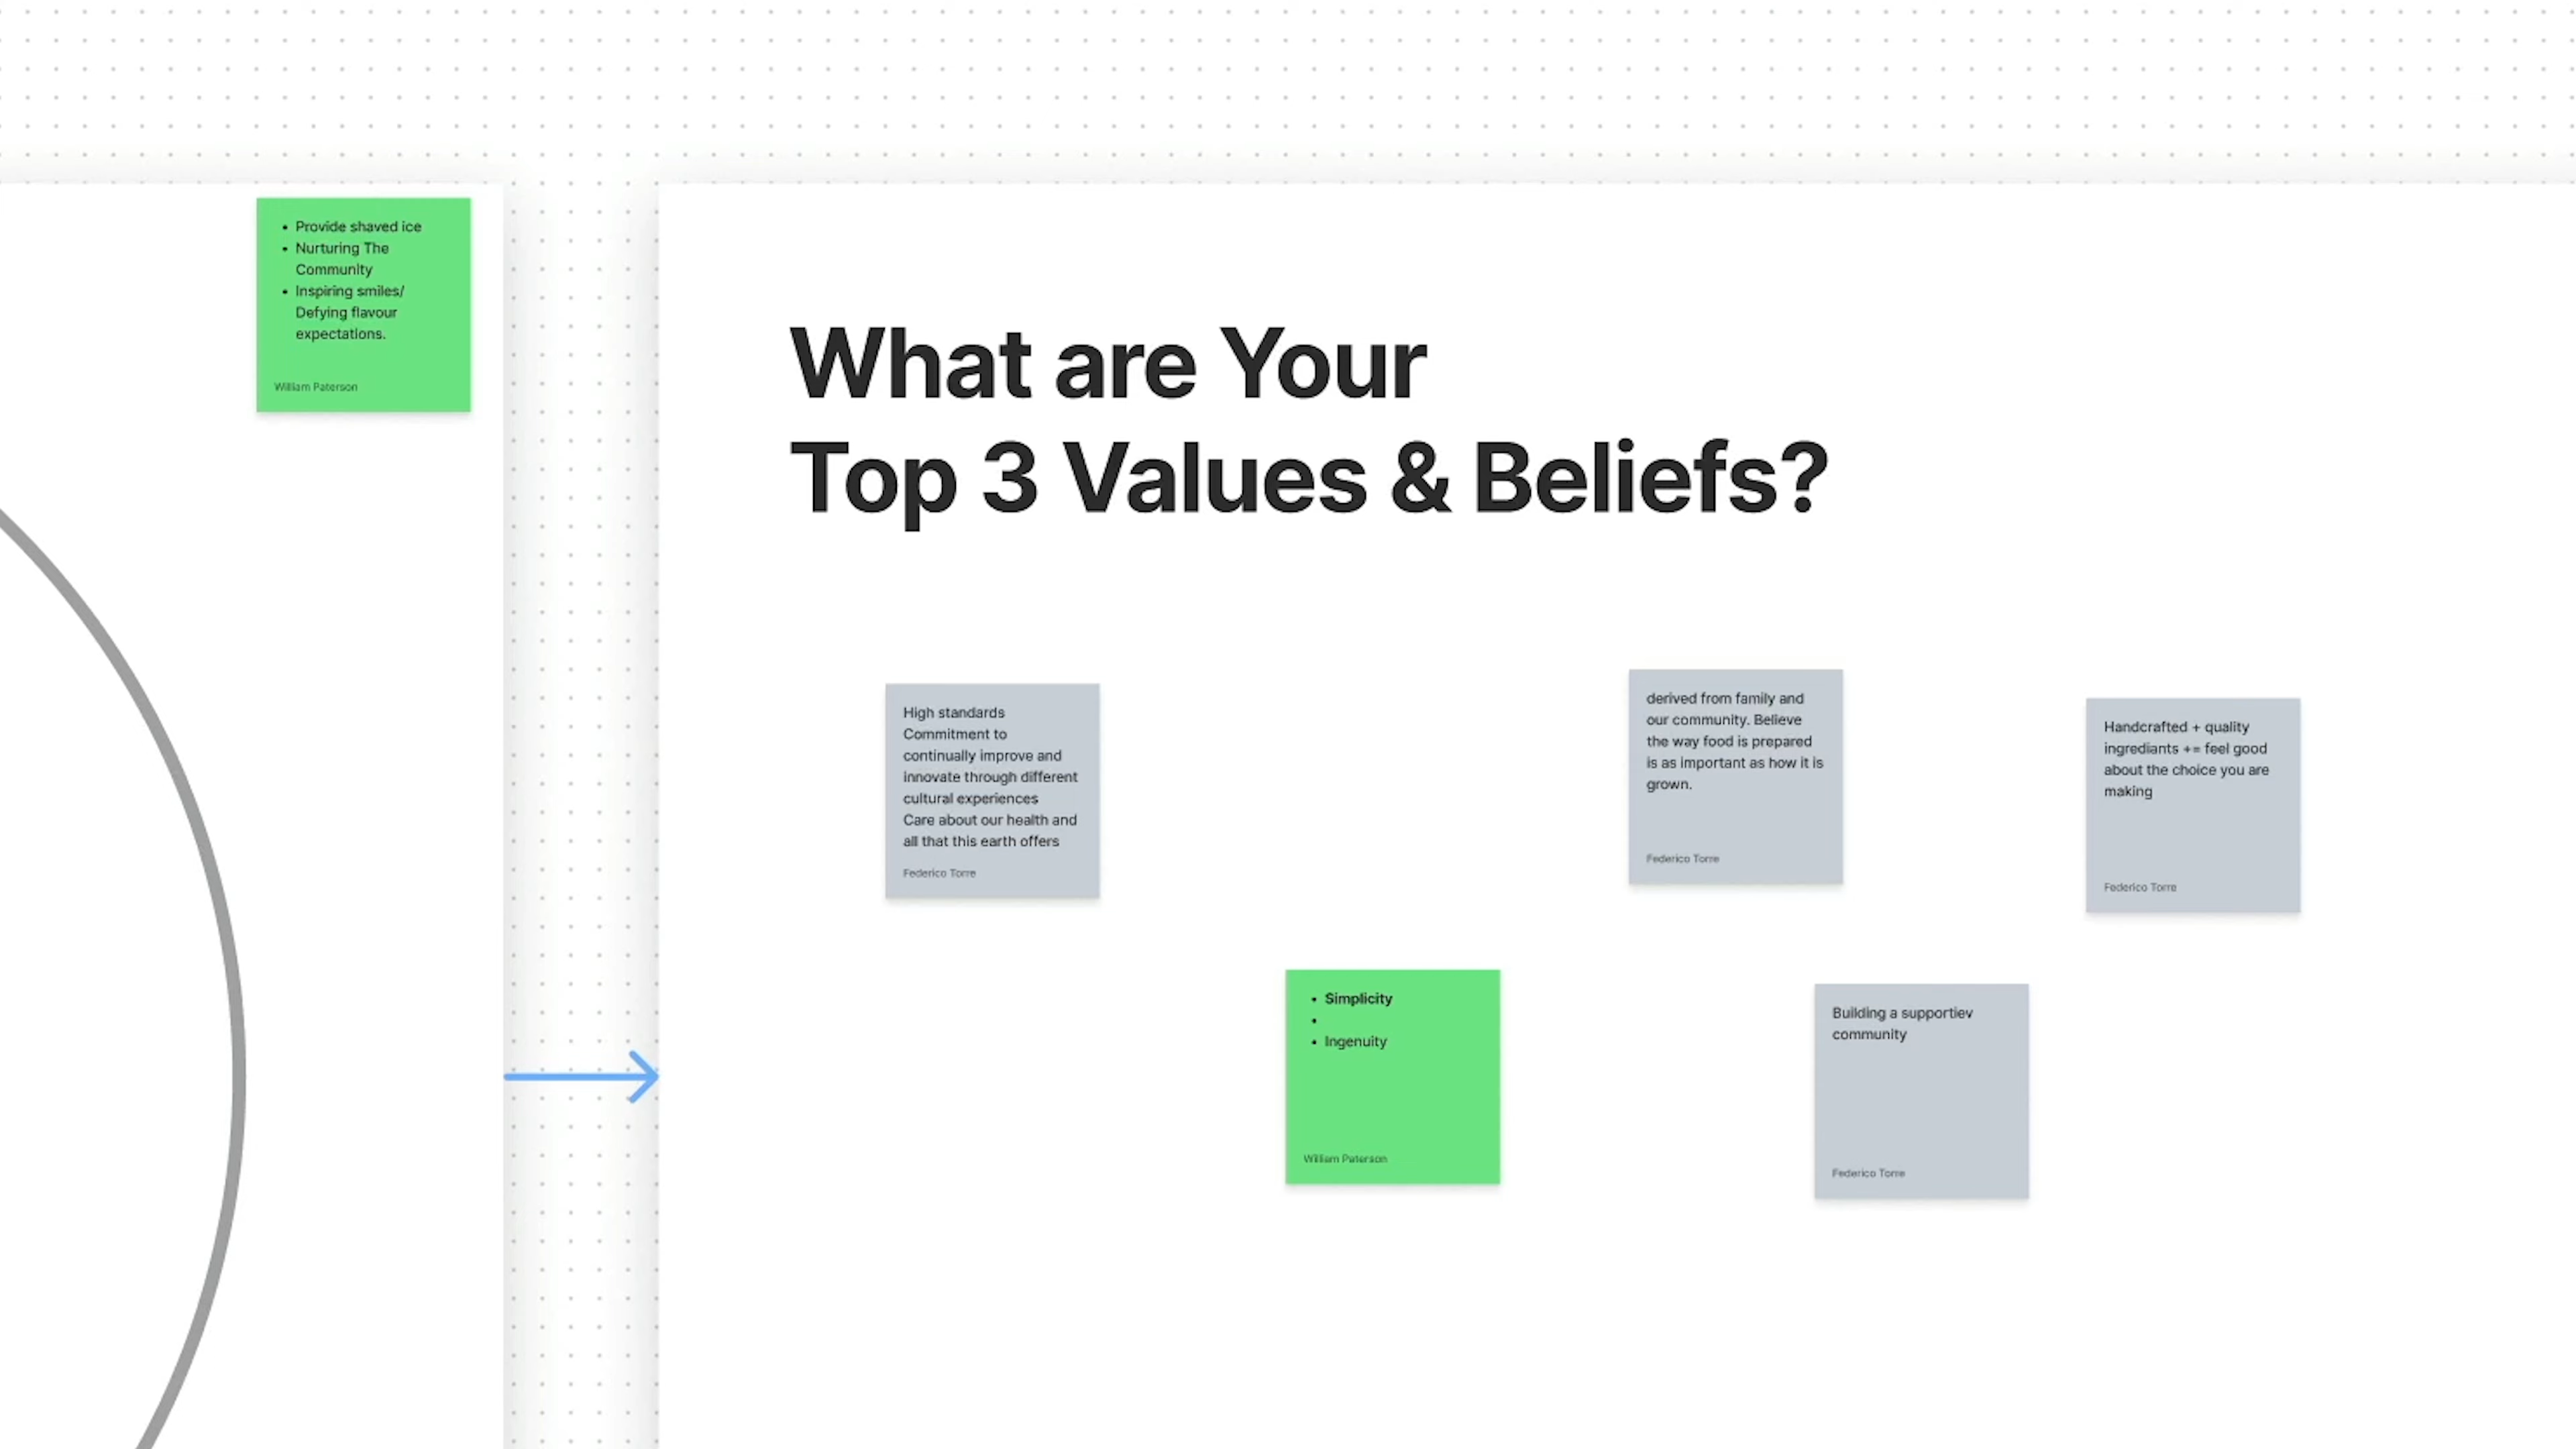 • Provide shaved ice
• Nurturing The
Community
• Inspiring smiles/
Defying flavour
expectations.
William Paterson
What are Your
Top 3 Values & Beliefs?
High standards
Commitment to
continually improve and
innovate through different
cultural experiences
Care about our health and
all that this earth offers
Federico Torre
derived from family and
our community. Believe
the way food is prepared
is as important as how it is
grown.
Federico Torre
Handcrafted + quality
ingrediants += feel good
about the choice you are
making
Federico Torre
• Simplicity
•
• Ingenuity
William Paterson
Building a supportiev
community
Federico Torre